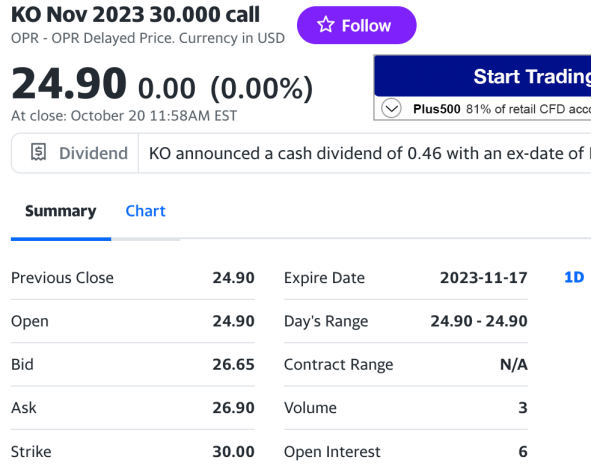 KO Nov 2023 30.000 call
Follow
OPR - OPR Delayed Price. Currency in USD
24.90 0.00 (0.00%)
At close: October 20 11:58AM EST
Start Trading
Plus500 81% of retail CFD acco
Dividend KO announced a cash dividend of 0.46 with an ex-date of
Summary Chart
Previous Close 24.90 Expire Date 2023-11-17 1D
Open 24.90 Day's Range 24.90 - 24.90
Bid 26.65 Contract Range N/A
Ask 26.90 Volume 3
Strike 30.00 Open Interest 6